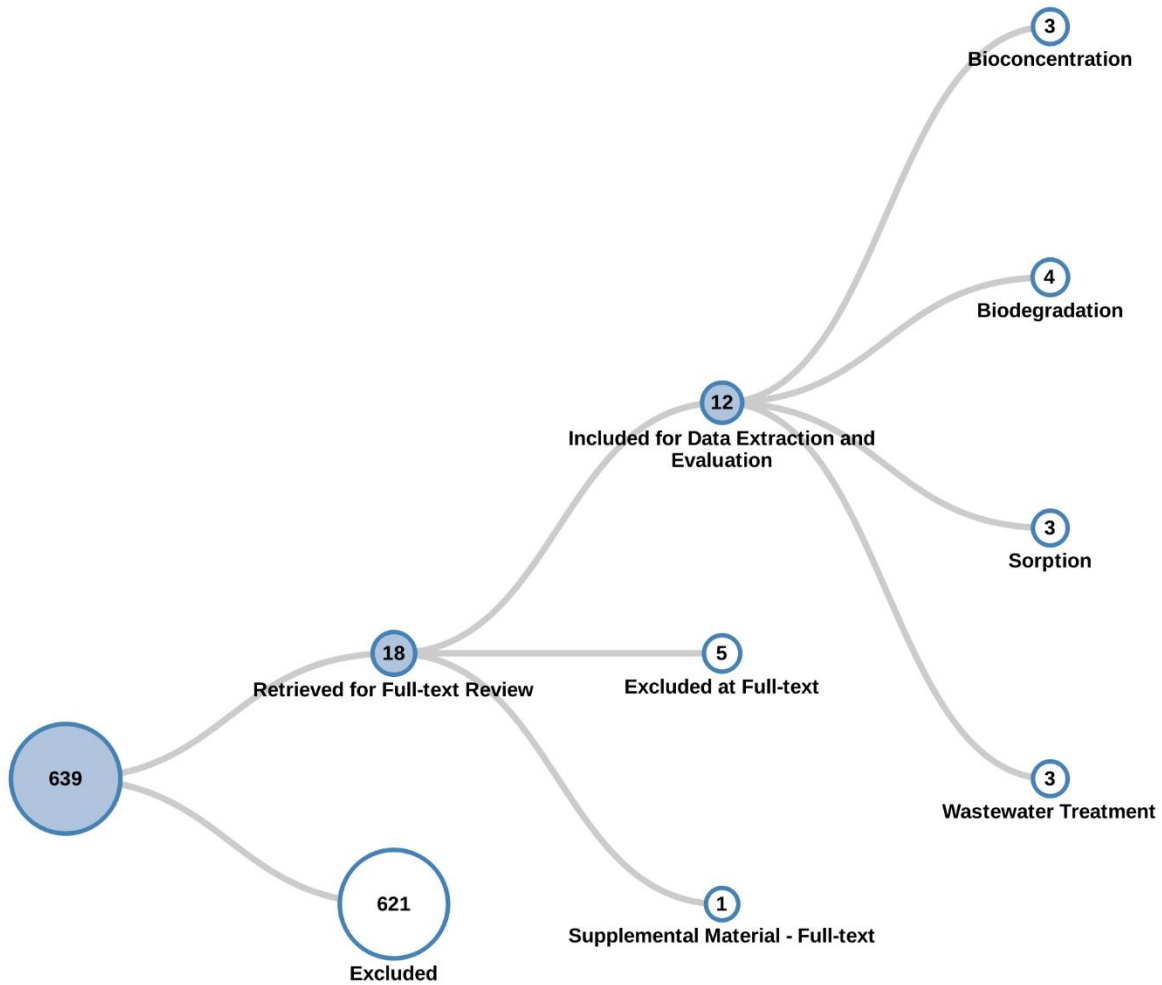 3
Bioconcentration
4
Biodegradation
12
Included for Data Extraction and
Evaluation
3
Sorption
18
Retrieved for Full-text Review
5
Excluded at Full-text
639
3
Wastewater Treatment
621
Excluded
1
Supplemental Material - Full-text